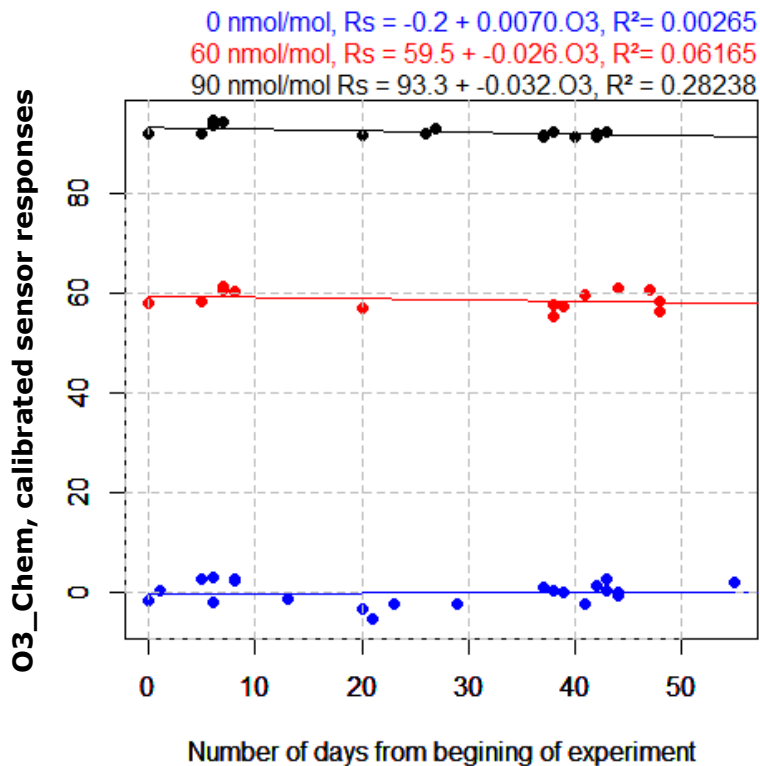 0 nmol/mol, Rs = -0.2 + 0.0070.O3, R²= 0.00265
60 nmol/mol, Rs = 59.5 + -0.026.O3, R²= 0.06165
90 nmol/mol Rs = 93.3 + -0.032.O3, R² = 0.28238
O3_Chem, calibrated sensor responses
80
60
40
20
0
0 10 20 30 40 50
Number of days from begining of experiment